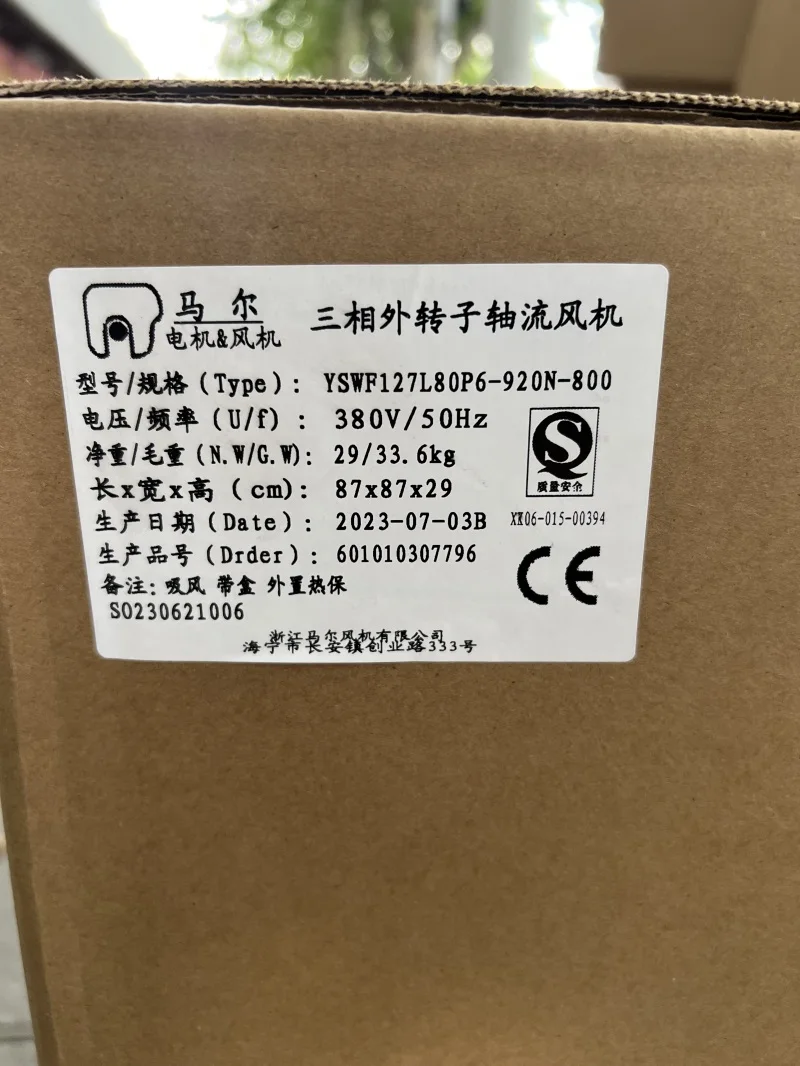 马尔
电机&风机
三相外转子轴流风机
型号/规格(Type): YSWF127L80P6-920N-800
电压/频率(U/f): 380V/50Hz
净重/毛重(N.W/G.W): 29/33.6kg
长x宽x高 (cm): 87x87x29
生产日期(Date): 2023-07-03B
生产品号(Drder): 601010307796
备注: 吸风 带盒 外置热保
SO230621006
浙江马尔风机有限公司
海宁市长安镇创业路333号
QS
质量安全
XK06-015-00394
CE